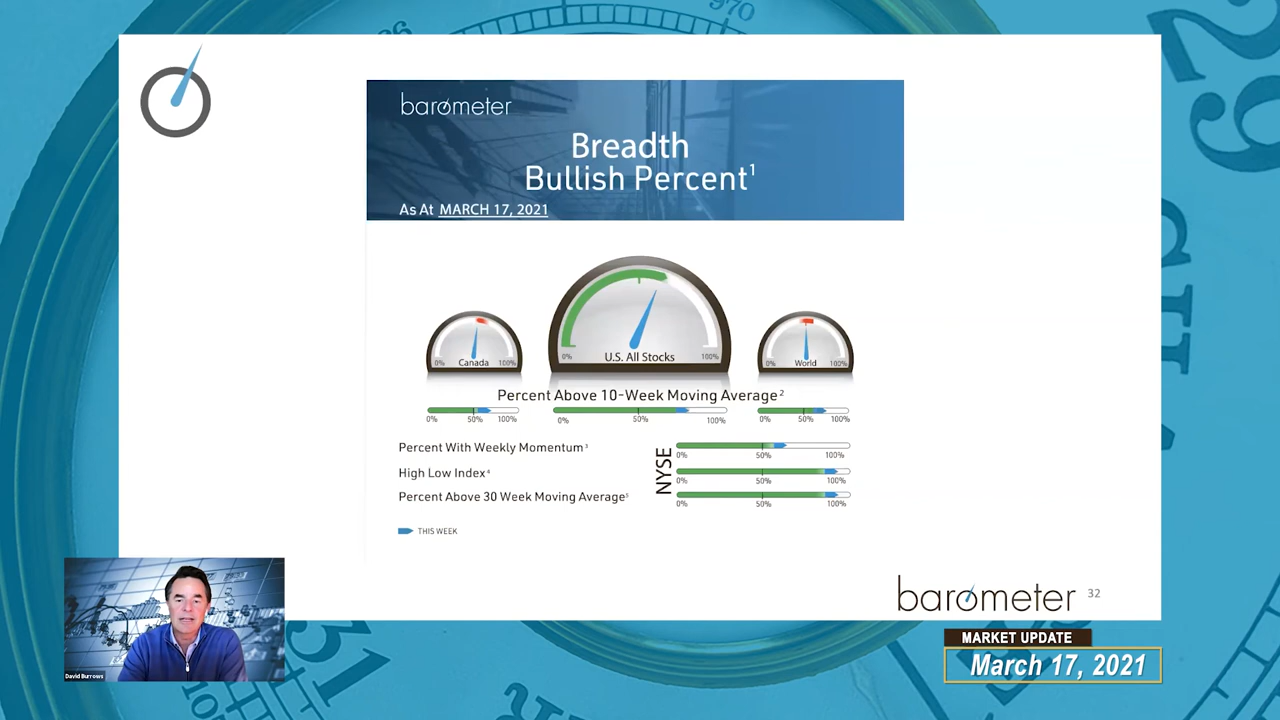 970
29
barometer
Breadth
Bullish Percent¹
As At MARCH 17, 2021
0% Canada 100%
0% U.S. All Stocks 100%
0% World 100%
Percent Above 10-Week Moving Average²
0% 50% 100%
0% 50% 100%
0% 50% 100%
Percent With Weekly Momentum³
High Low Index⁴
Percent Above 30 Week Moving Average⁵
NYSE
0% 50% 100%
0% 50% 100%
0% 50% 100%
THIS WEEK
barometer 32
David Burrows
31
MARKET UPDATE
March 17, 2021